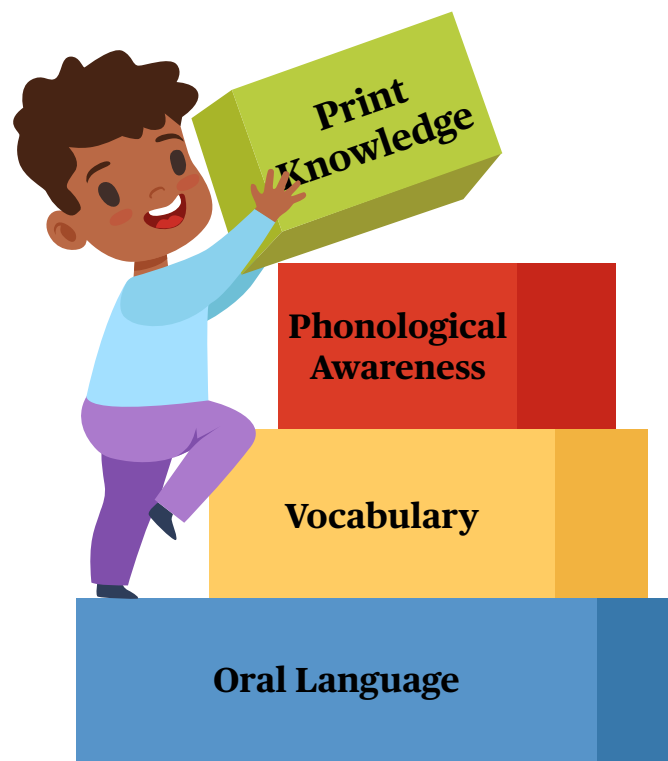 Print
Knowledge
Phonological
Awareness
Vocabulary
Oral Language